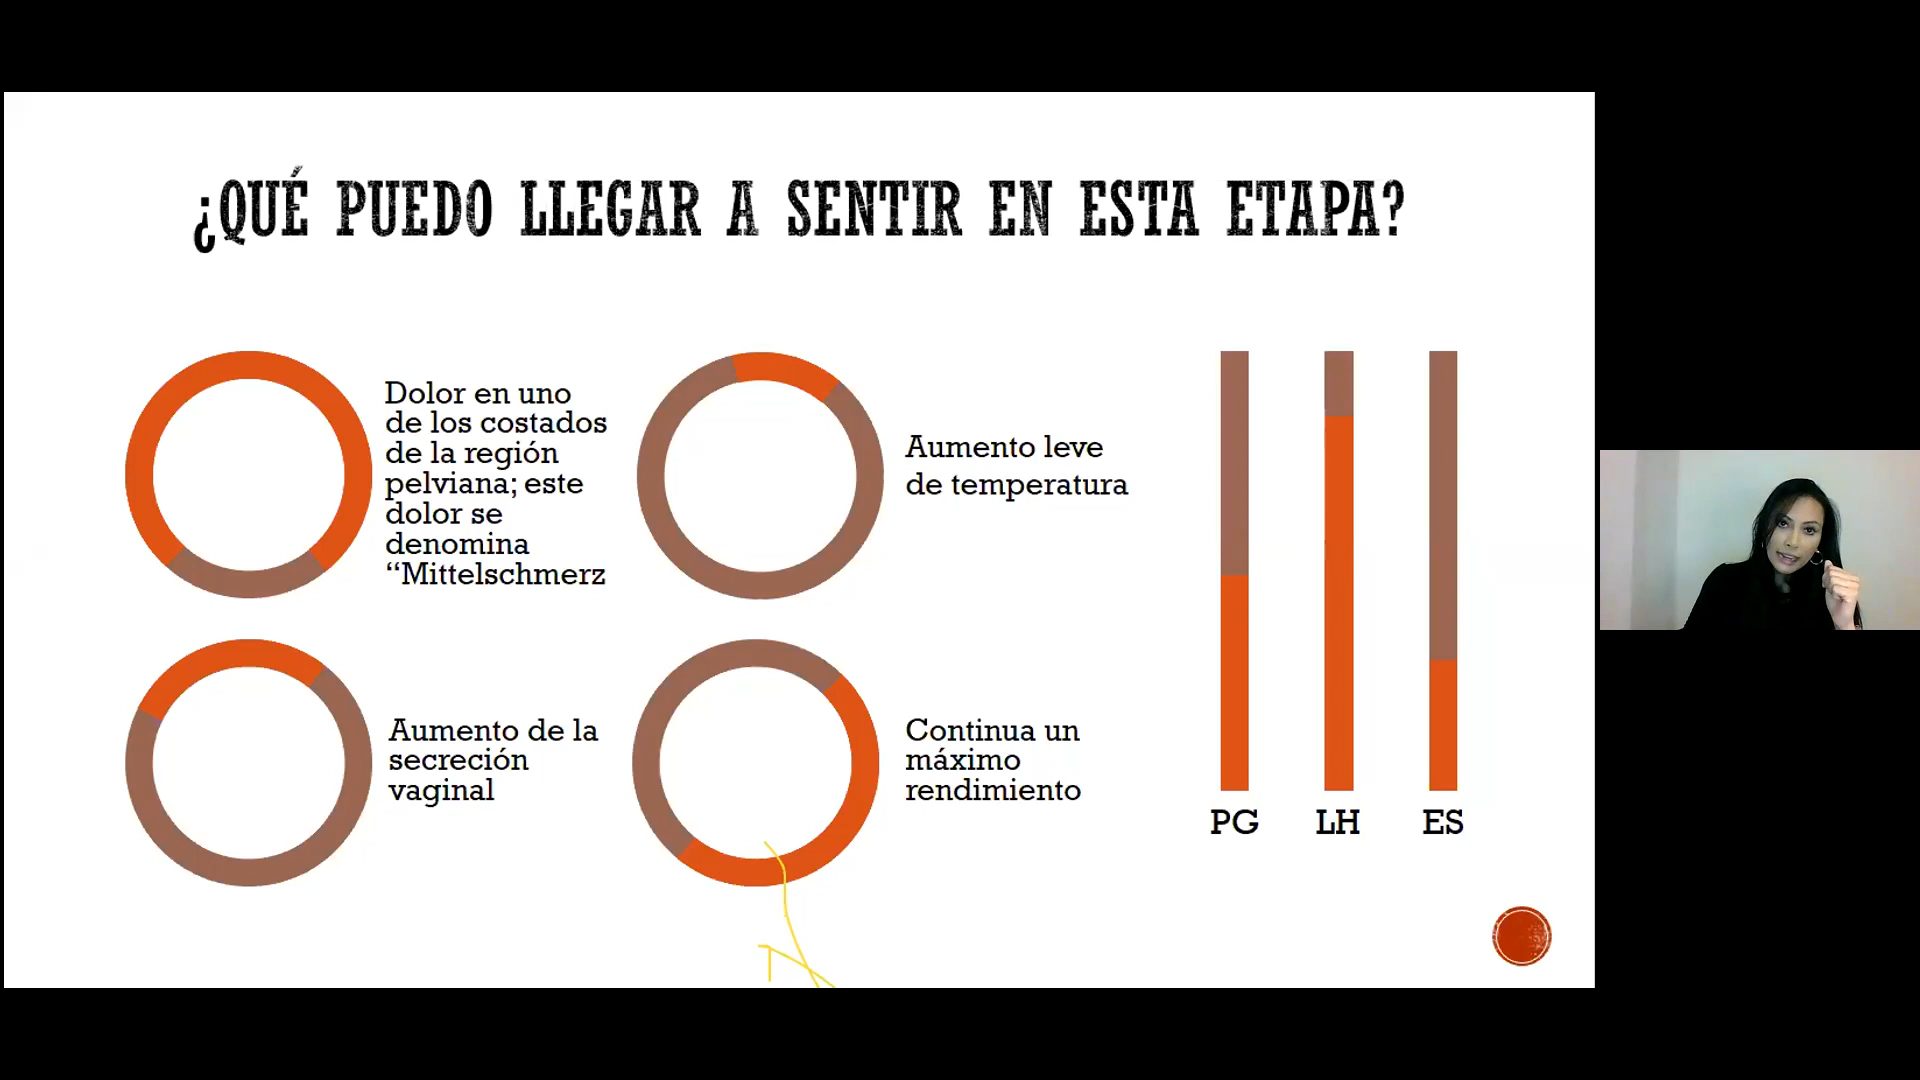 ¿QUÉ PUEDO LLEGAR A SENTIR EN ESTA ETAPA?
Dolor en uno
de los costados
de la región
pelviana; este
dolor se
denomina
“Mittelschmerz
Aumento leve
de temperatura
Aumento de la
secreción
vaginal
Continua un
máximo
rendimiento
PG LH ES